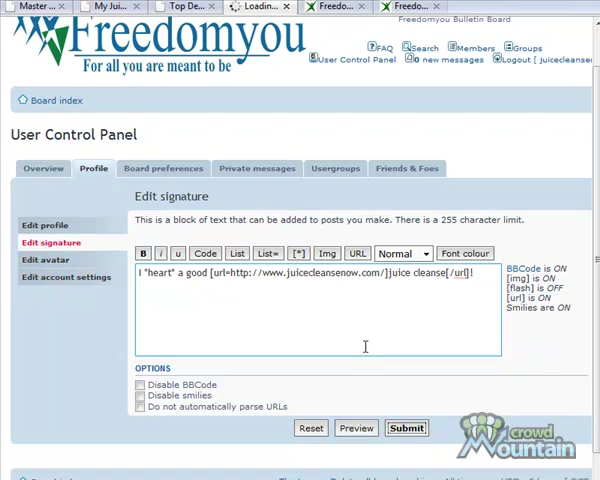 Master ...
My Juic...
Top De...
Loadin...
Freedo...
Freedo...
Freedomyou
For all you are meant to be
Freedomyou Bulletin Board
FAQ Search Members Groups
User Control Panel 0 new messages Logout [ juicecleanse
Board index
User Control Panel
Overview Profile Board preferences Private messages Usergroups Friends & Foes
Edit signature
This is a block of text that can be added to posts you make. There is a 255 character limit.
Edit profile
Edit signature
Edit avatar
Edit account settings
B i u Code List List= [*] Img URL Normal Font colour
I "heart" a good [url=http://www.juicecleansenow.com/]juice cleanse[/url]!
BBCode is ON
[img] is ON
[flash] is OFF
[url] is ON
Smilies are ON
OPTIONS
Disable BBCode
Disable smilies
Do not automatically parse URLs
Reset Preview Submit
crowd
Mountain